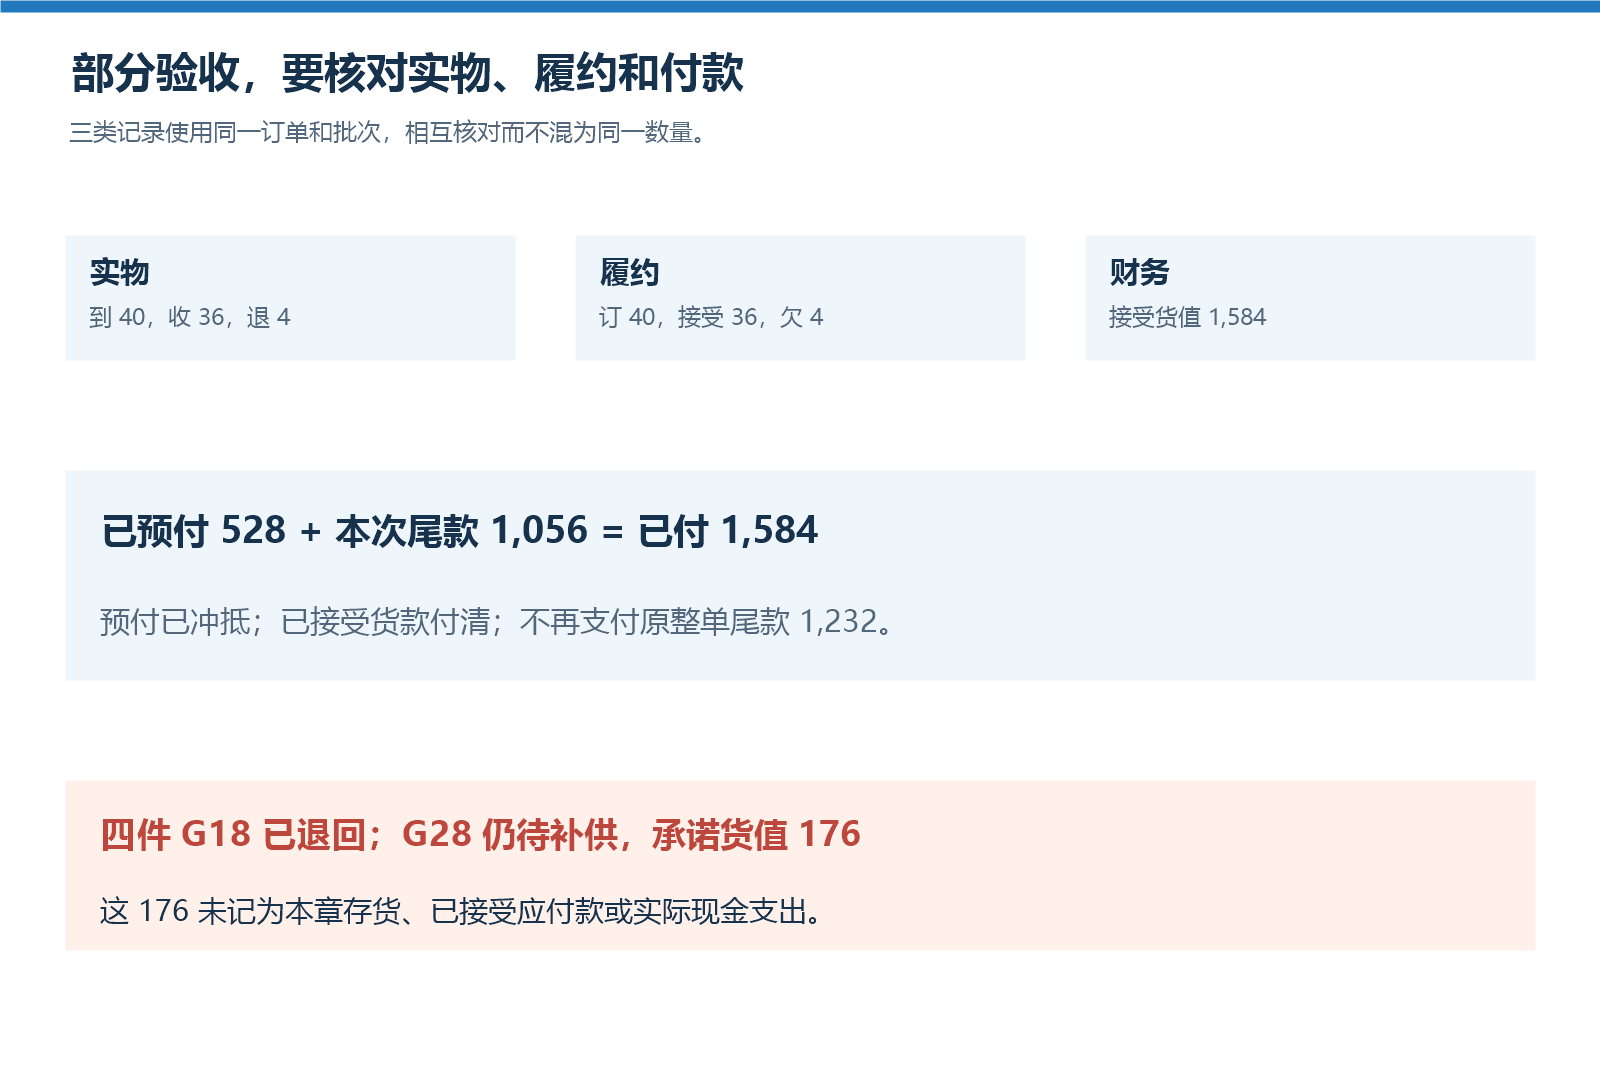 部分验收，要核对实物、履约和付款
三类记录使用同一订单和批次，相互核对而不混为同一数量。
实物
到 40，收 36，退 4
履约
订 40，接受 36，欠 4
财务
接受货值 1,584
已预付 528 + 本次尾款 1,056 = 已付 1,584
预付已冲抵；已接受货款付清；不再支付原整单尾款 1,232。
四件 G18 已退回；G28 仍待补供，承诺货值 176
这 176 未记为本章存货、已接受应付款或实际现金支出。